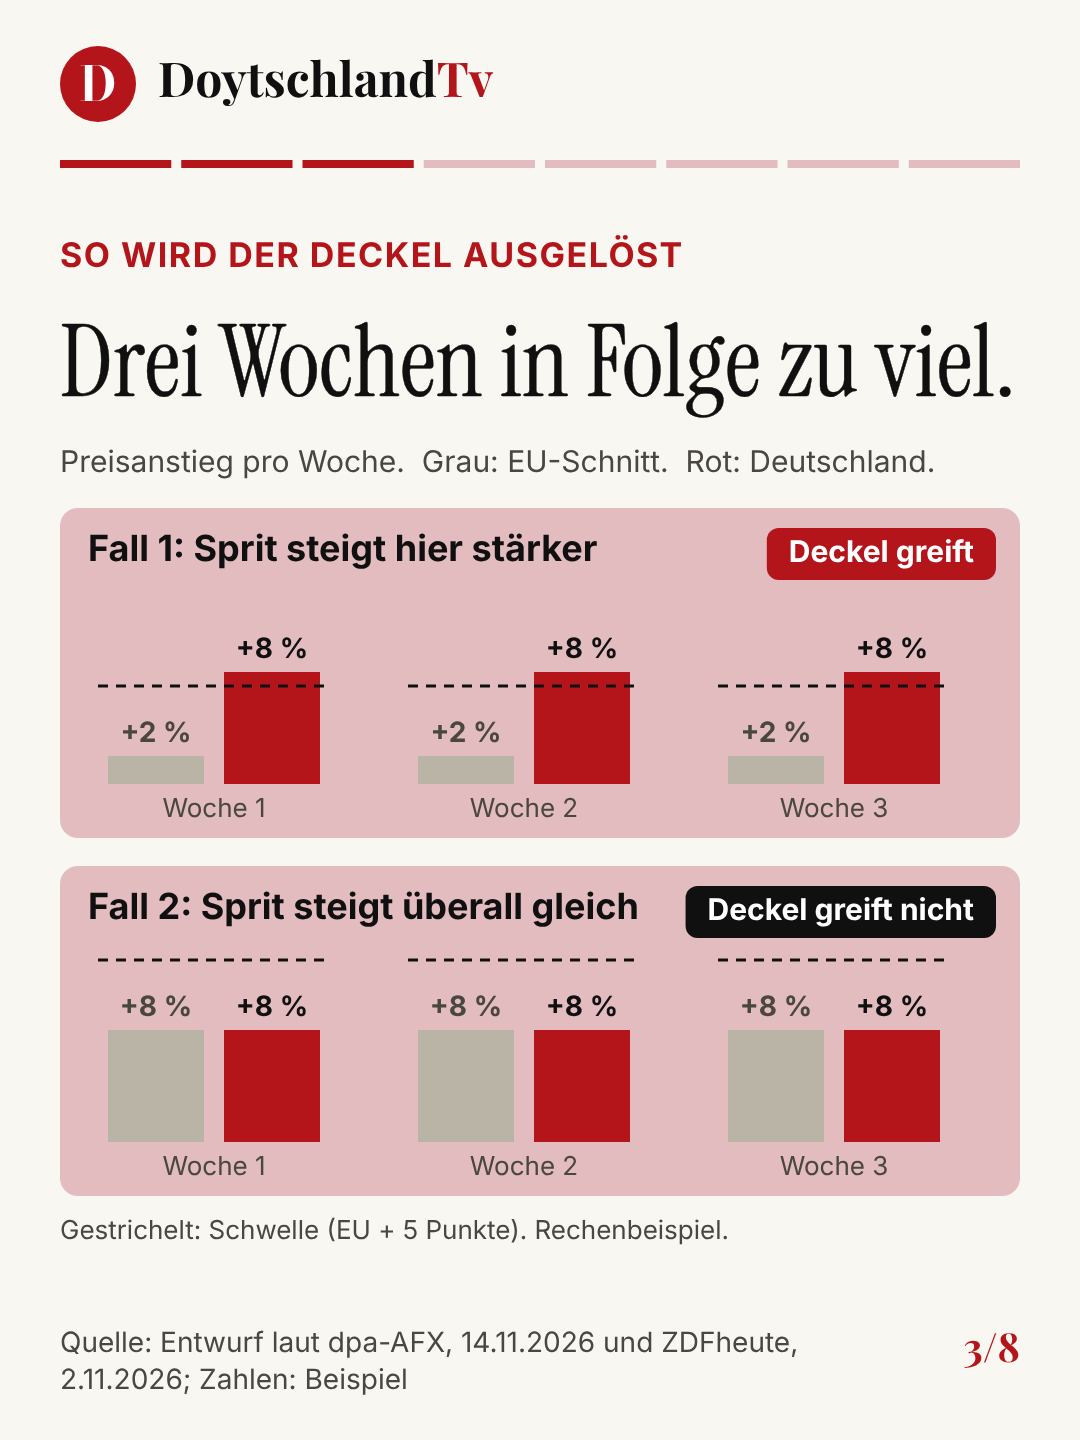 D DoytschlandTv
SO WIRD DER DECKEL AUSGELÖST
Drei Wochen in Folge zu viel.
Preisanstieg pro Woche. Grau: EU-Schnitt. Rot: Deutschland.
Fall 1: Sprit steigt hier stärker
Deckel greift
+2 % +8 % +2 % +8 % +2 % +8 %
Woche 1 Woche 2 Woche 3
Fall 2: Sprit steigt überall gleich
Deckel greift nicht
+8 % +8 % +8 % +8 % +8 % +8 %
Woche 1 Woche 2 Woche 3
Gestrichelt: Schwelle (EU + 5 Punkte). Rechenbeispiel.
Quelle: Entwurf laut dpa-AFX, 14.11.2026 und ZDFheute,
2.11.2026; Zahlen: Beispiel
3/8